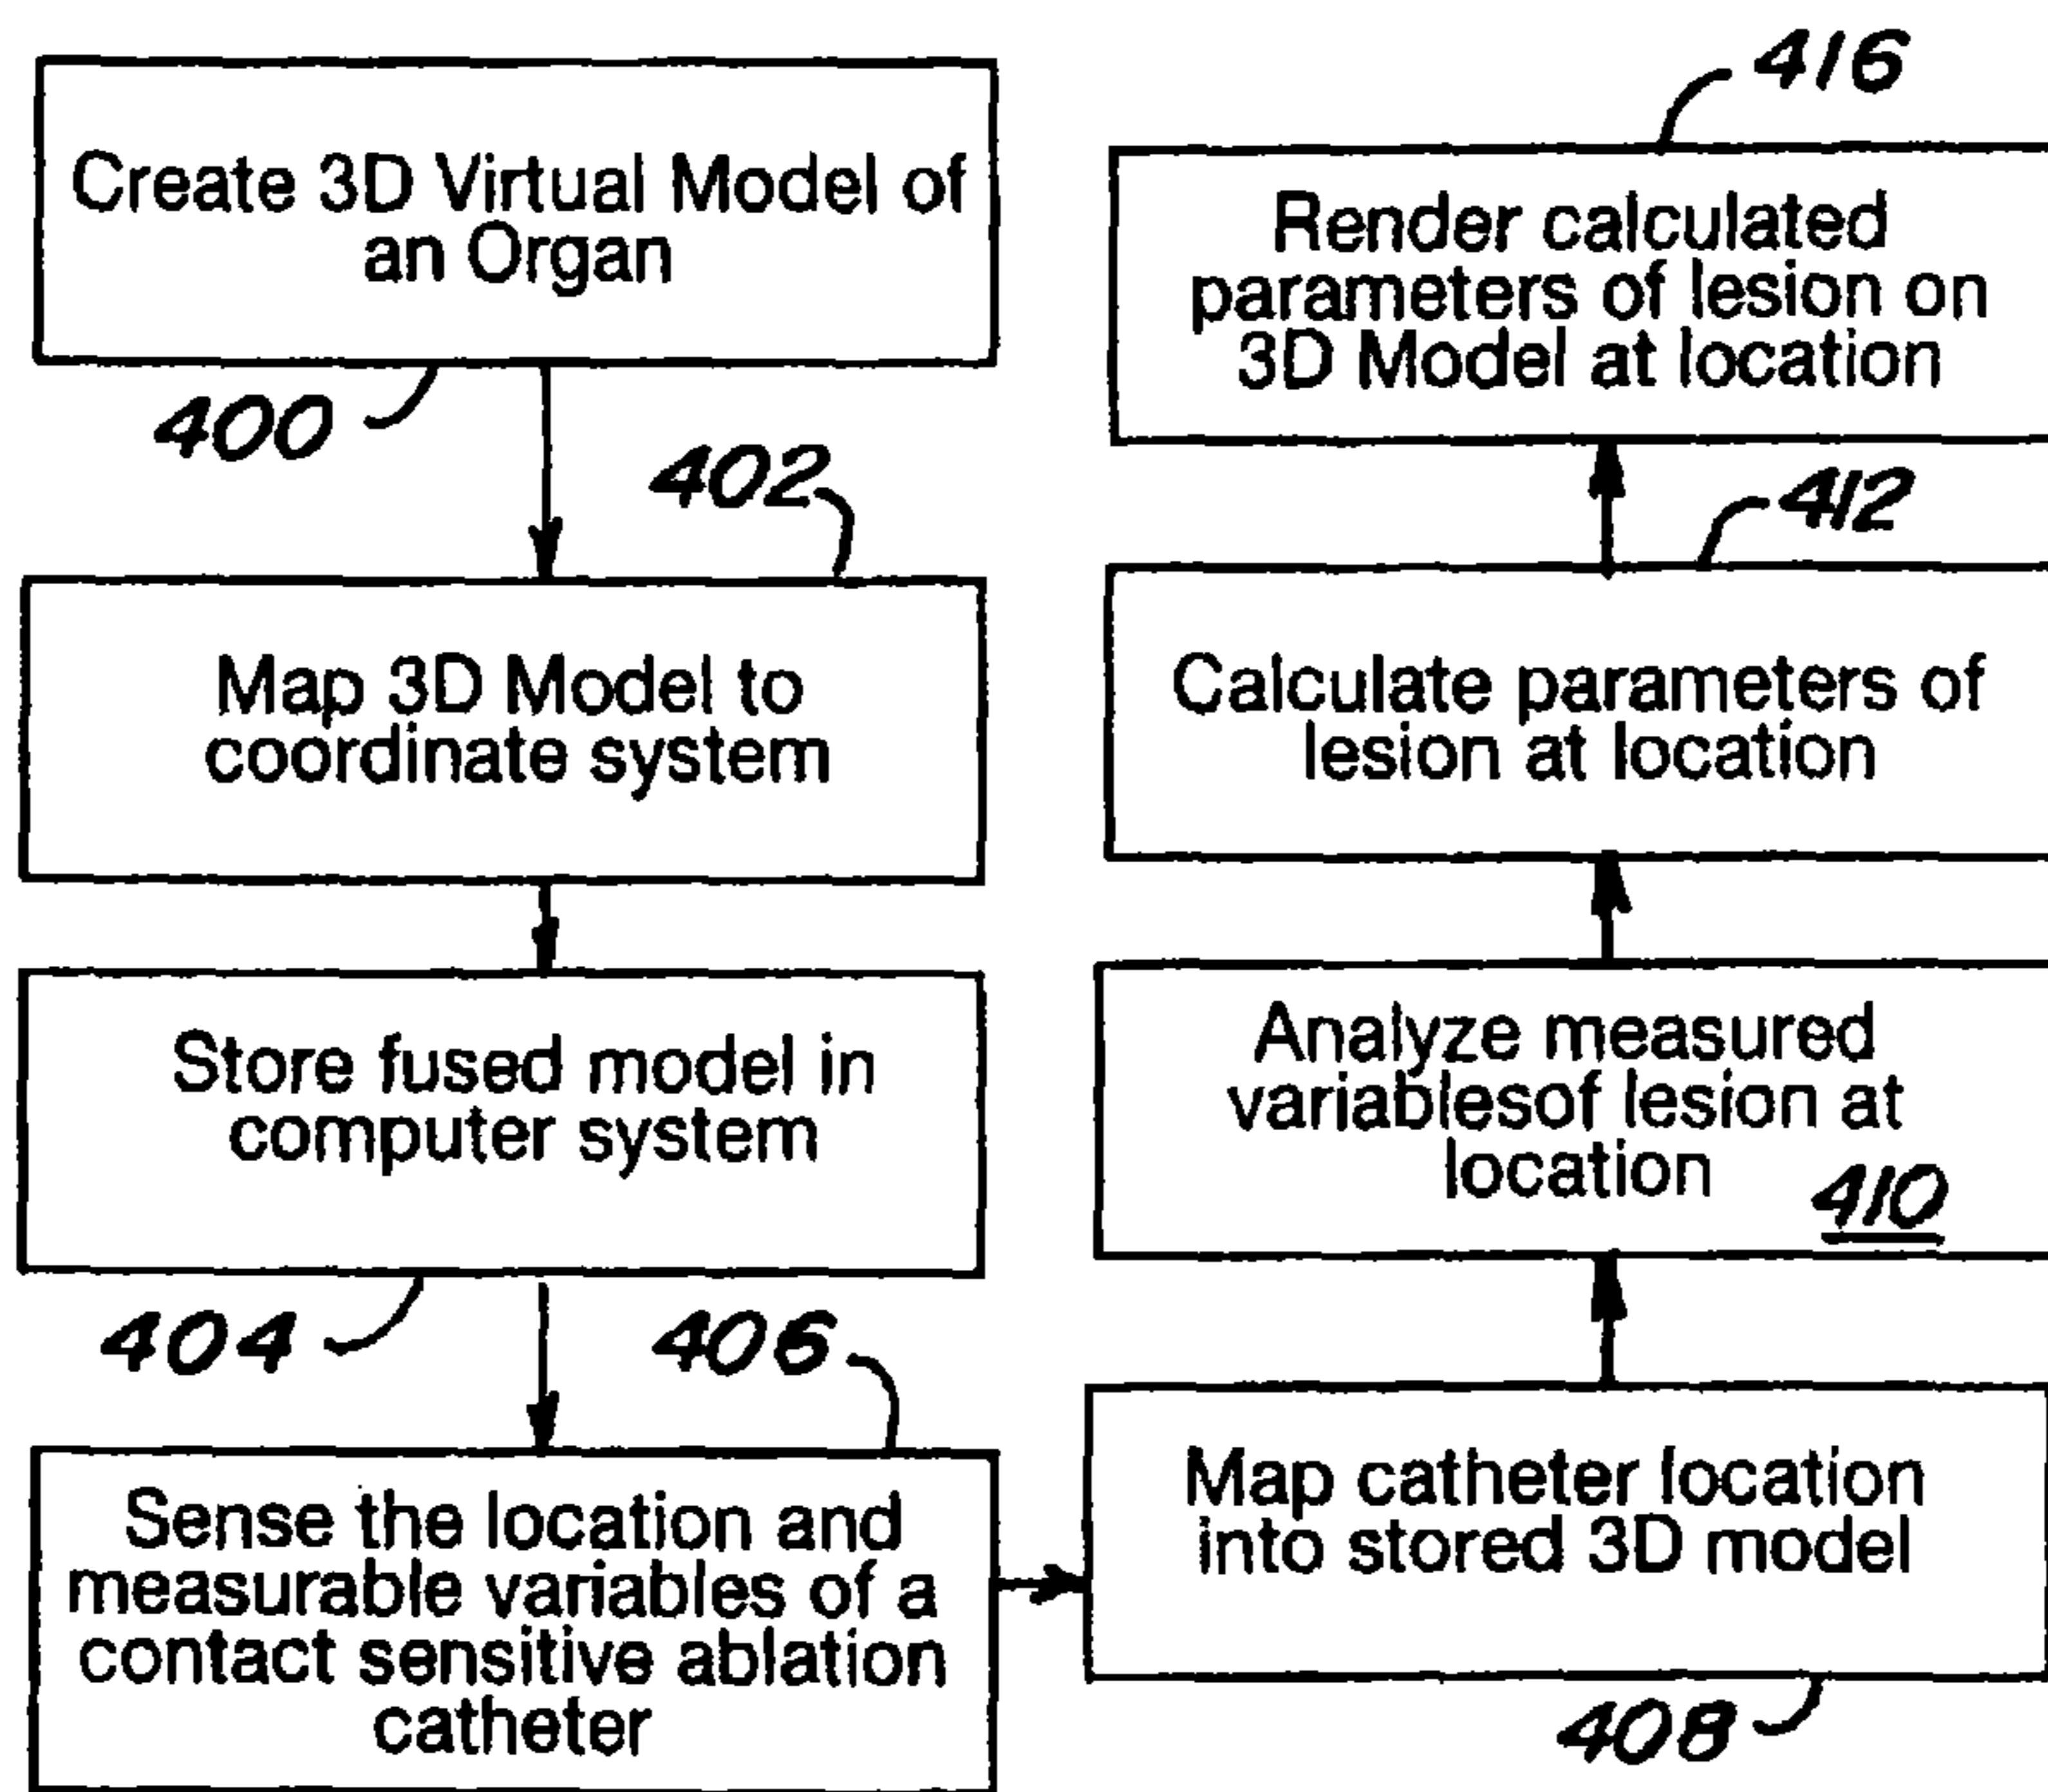 Create 3D Virtual Model of
an Organ
400
402
Map 3D Model to
coordinate system
Store fused model in
computer system
404
406
Sense the location and
measurable variables of a
contact sensitive ablation
catheter
Map catheter location
into stored 3D model
408
Analyze measured
variablesof lesion at
location
410
412
Calculate parameters of
lesion at location
416
Render calculated
parameters of lesion on
3D Model at location